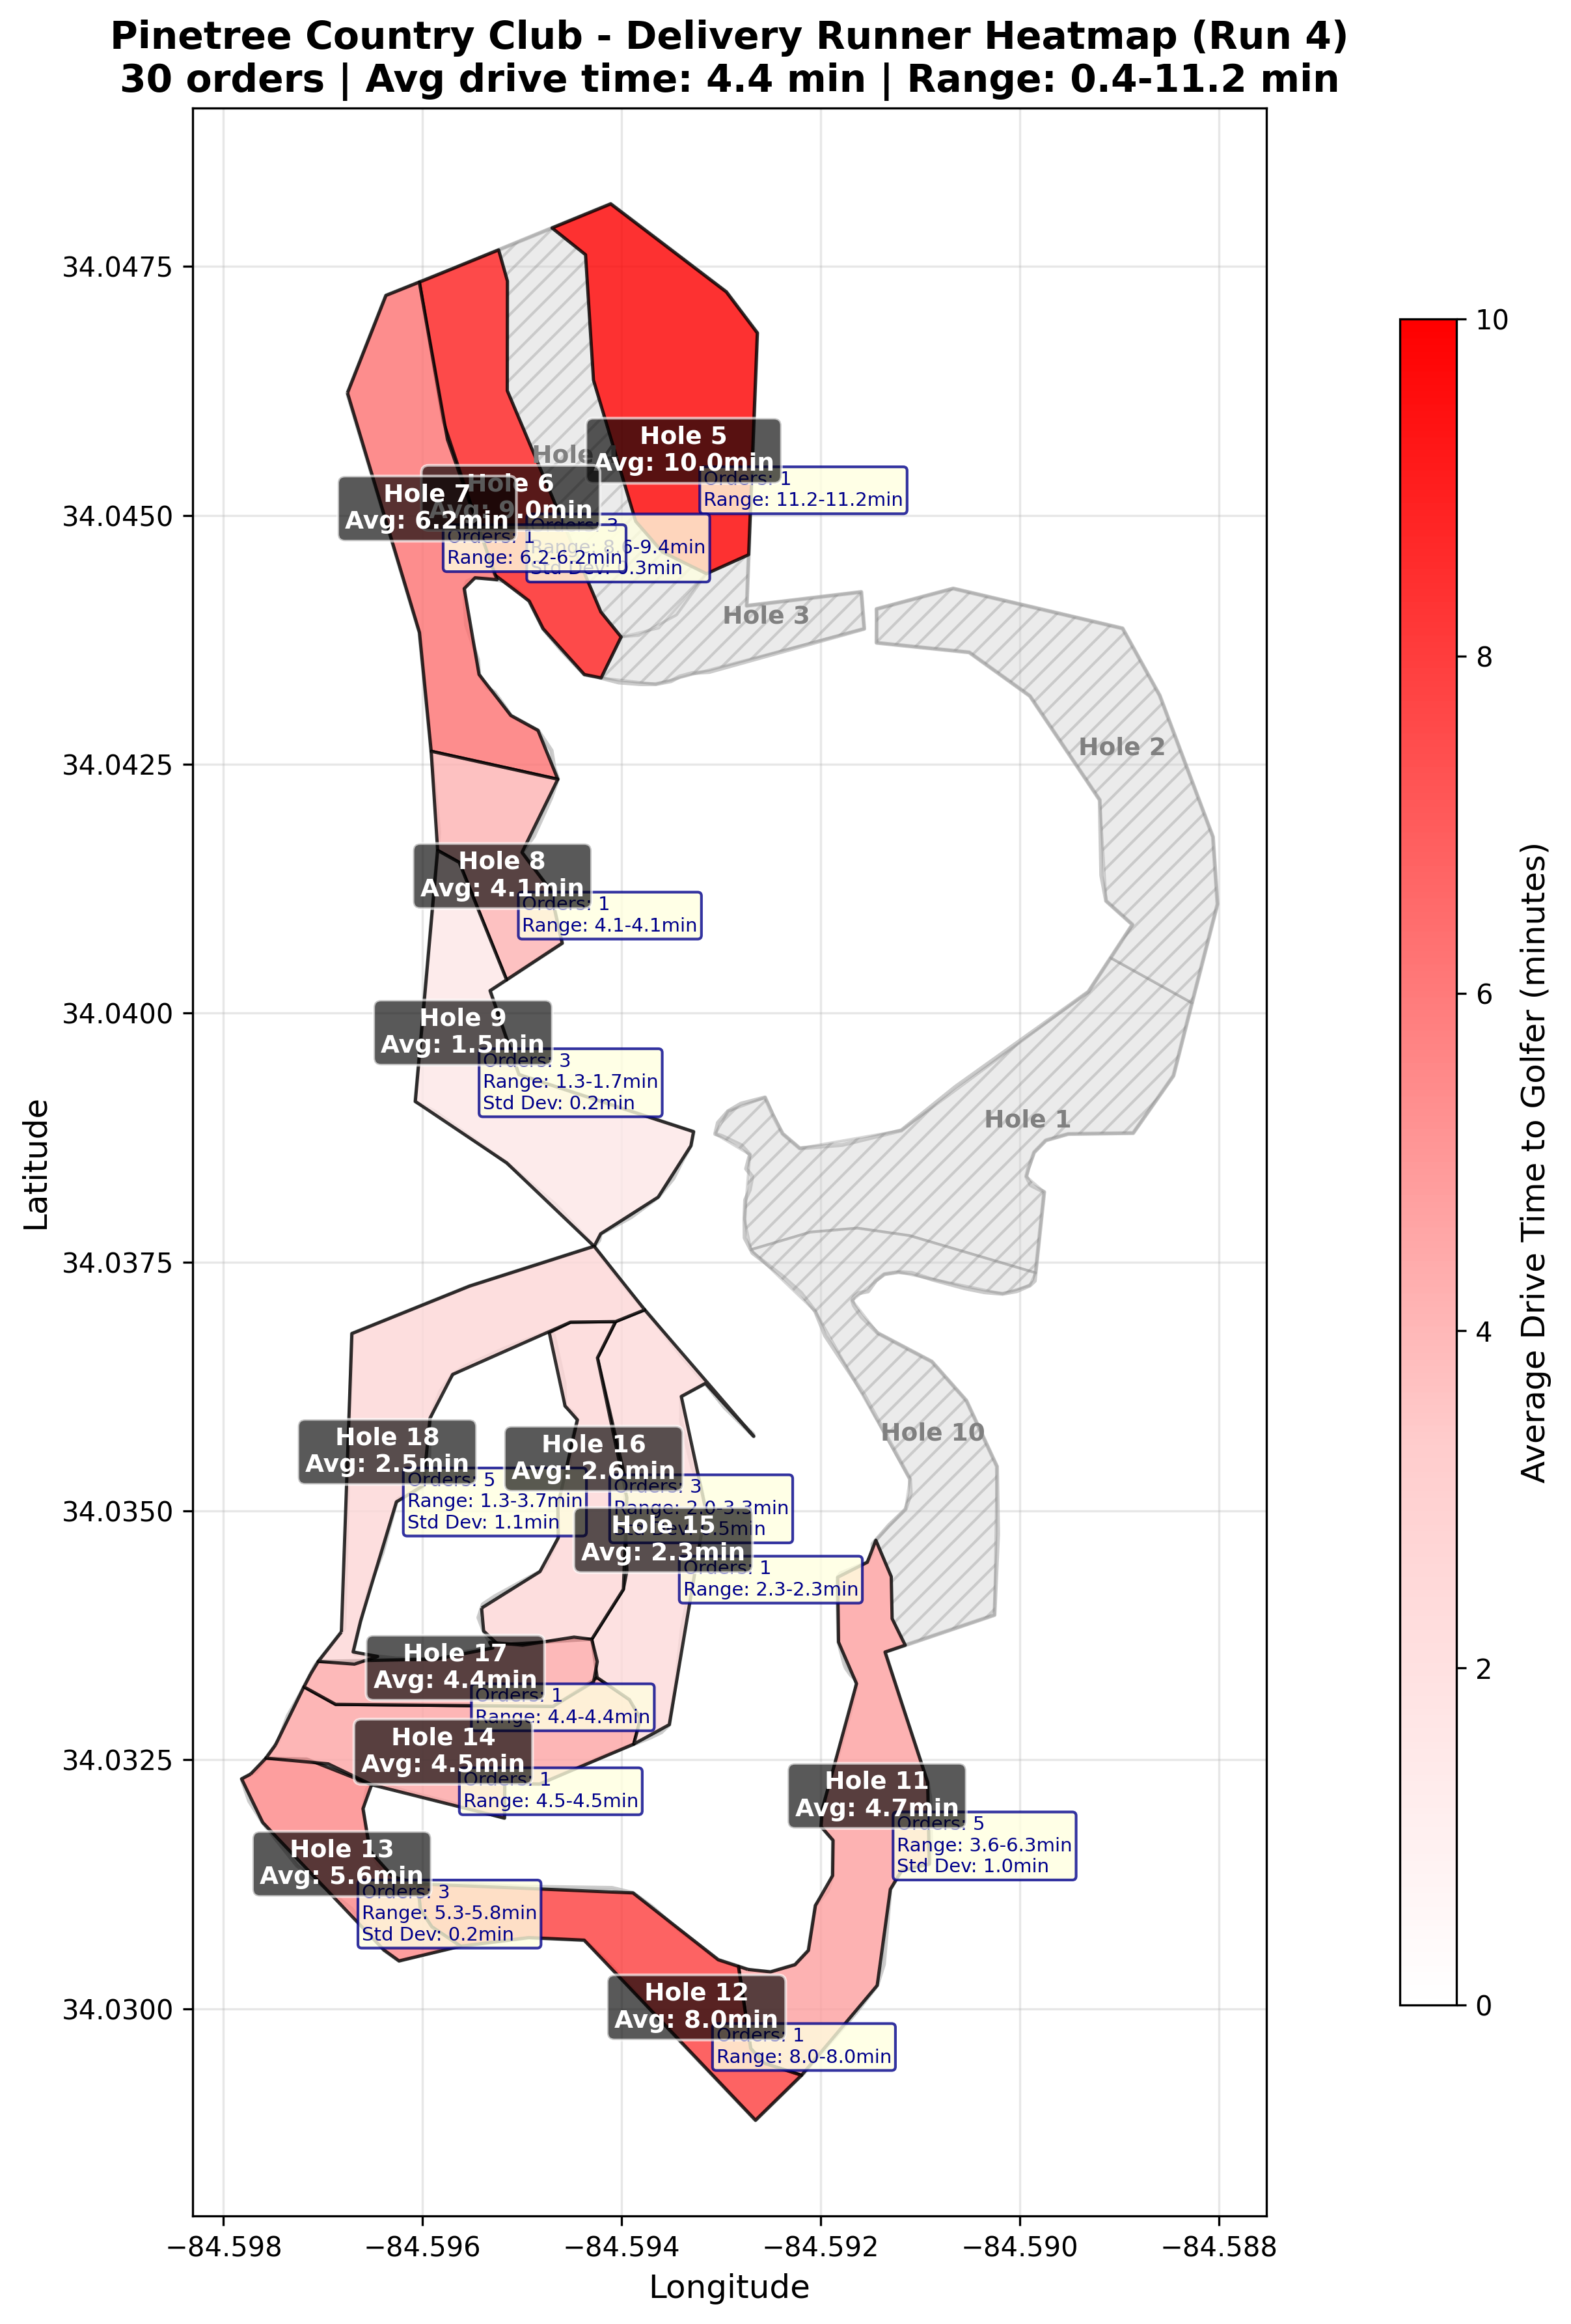 Pinetree Country Club - Delivery Runner Heatmap (Run 4)
30 orders | Avg drive time: 4.4 min | Range: 0.4-11.2 min
34.0475
34.0450
34.0425
34.0400
34.0375
34.0350
34.0325
34.0300
Latitude
−84.598
−84.596
−84.594
−84.592
−84.590
−84.588
Longitude
10
8
6
4
2
0
Average Drive Time to Golfer (minutes)
Hole 5
Avg: 10.0min
Orders: 1
Range: 11.2-11.2min
Hole
Hole 6
Avg: 9.0min
Orders: 3
Range: 8.6-9.4min
Std Dev: 0.3min
Hole 7
Avg: 6.2min
Orders: 1
Range: 6.2-6.2min
Hole 3
Hole 2
Hole 8
Avg: 4.1min
Orders: 1
Range: 4.1-4.1min
Hole 9
Avg: 1.5min
Orders: 3
Range: 1.3-1.7min
Std Dev: 0.2min
Hole 1
Hole 10
Hole 18
Avg: 2.5min
Orders: 5
Range: 1.3-3.7min
Std Dev: 1.1min
Hole 16
Avg: 2.6min
Orders: 3
Range: 2.0-3.3min
Std Dev: 0.5min
Hole 15
Avg: 2.3min
Orders: 1
Range: 2.3-2.3min
Hole 17
Avg: 4.4min
Orders: 1
Range: 4.4-4.4min
Hole 14
Avg: 4.5min
Orders: 1
Range: 4.5-4.5min
Hole 11
Avg: 4.7min
Orders: 5
Range: 3.6-6.3min
Std Dev: 1.0min
Hole 13
Avg: 5.6min
Orders: 3
Range: 5.3-5.8min
Std Dev: 0.2min
Hole 12
Avg: 8.0min
Orders: 1
Range: 8.0-8.0min